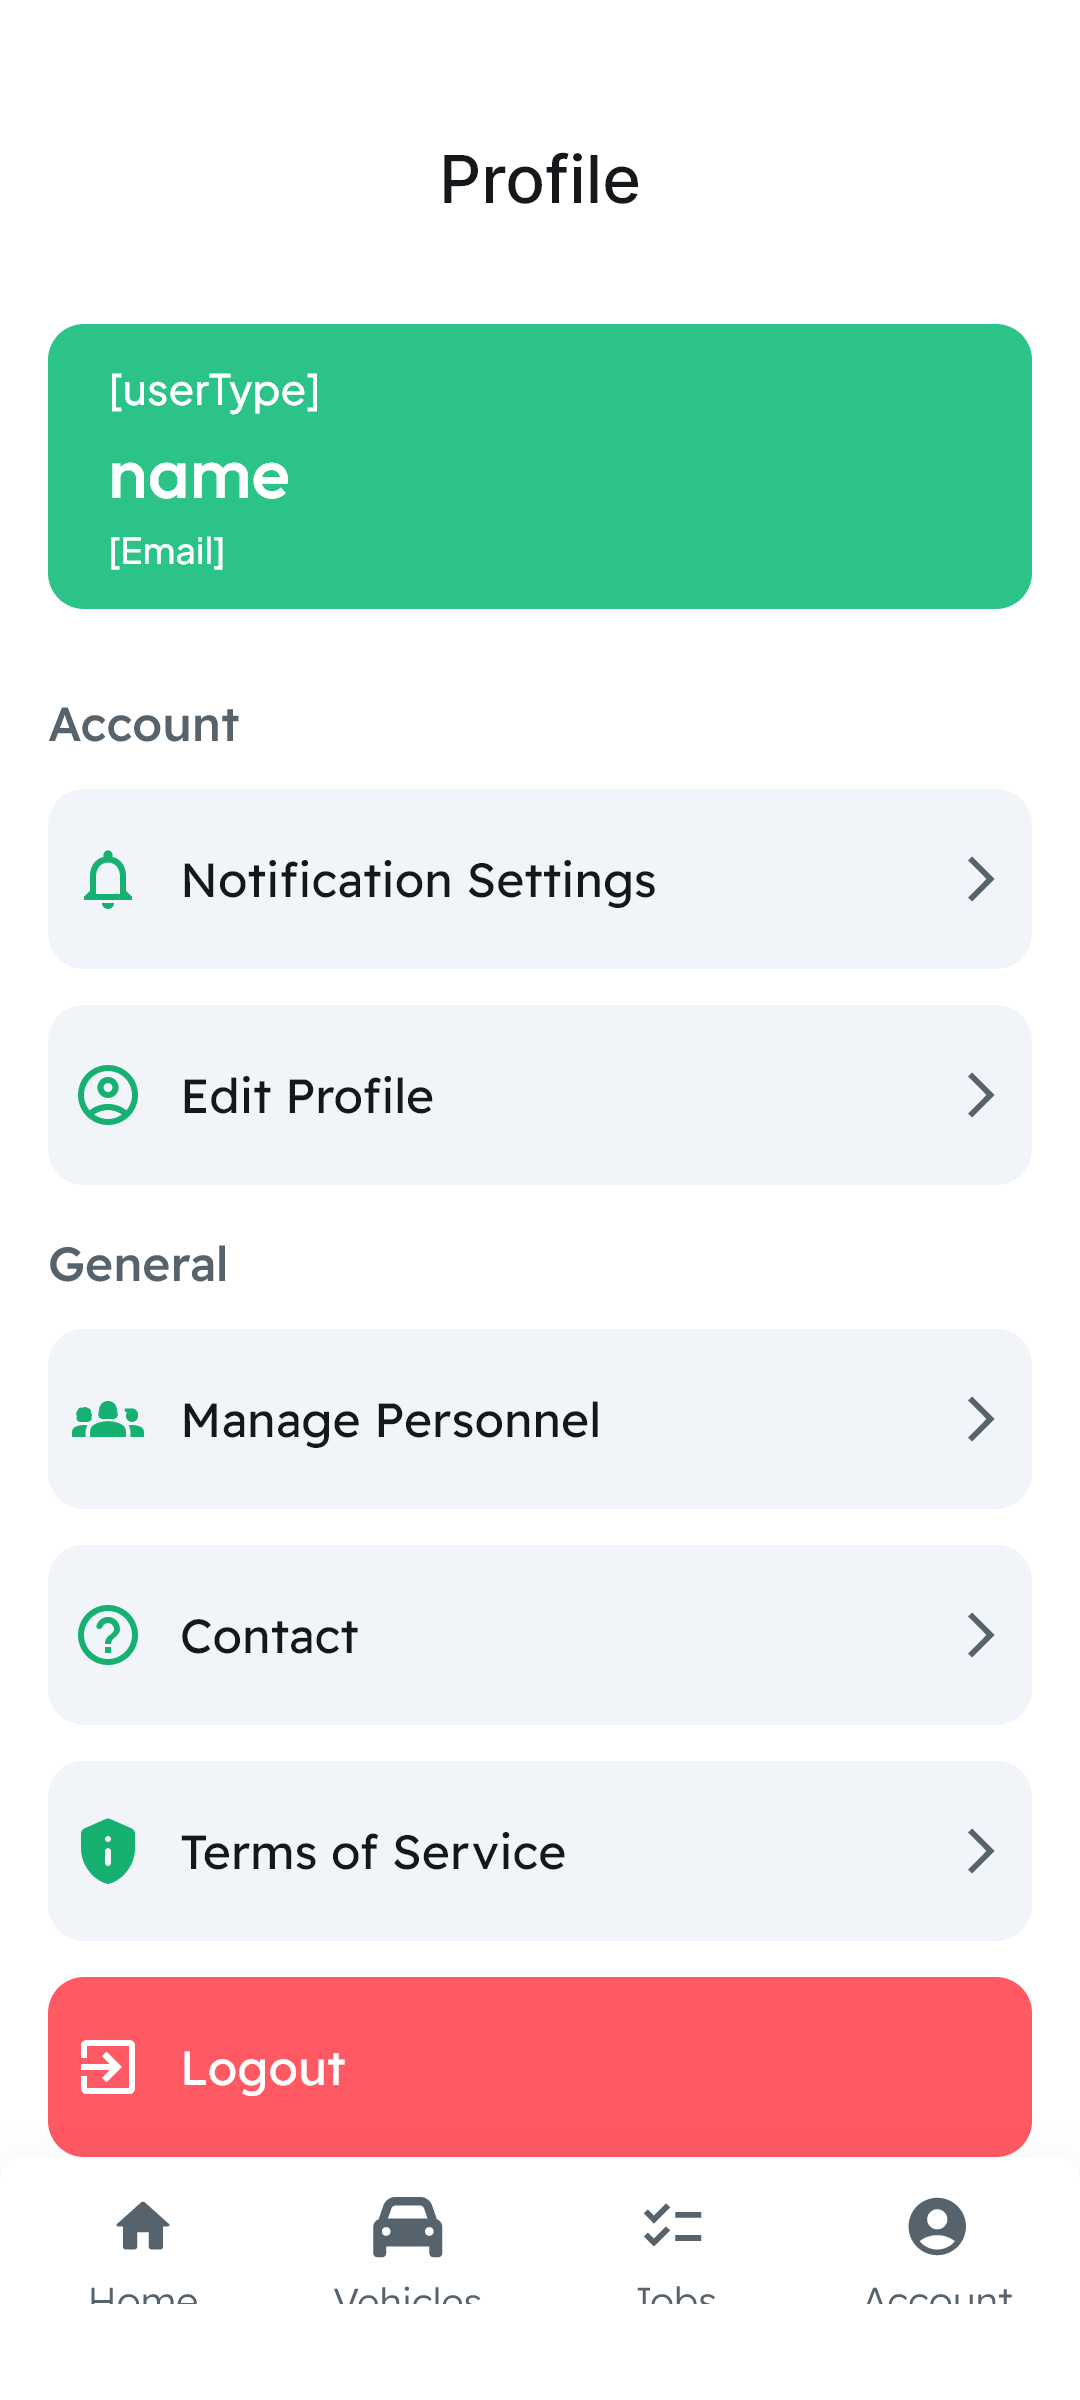 Profile
[userType]
name
[Email]
Account
Notification Settings
Edit Profile
General
Manage Personnel
Contact
Terms of Service
Logout
Home Vehicles Jobs Account